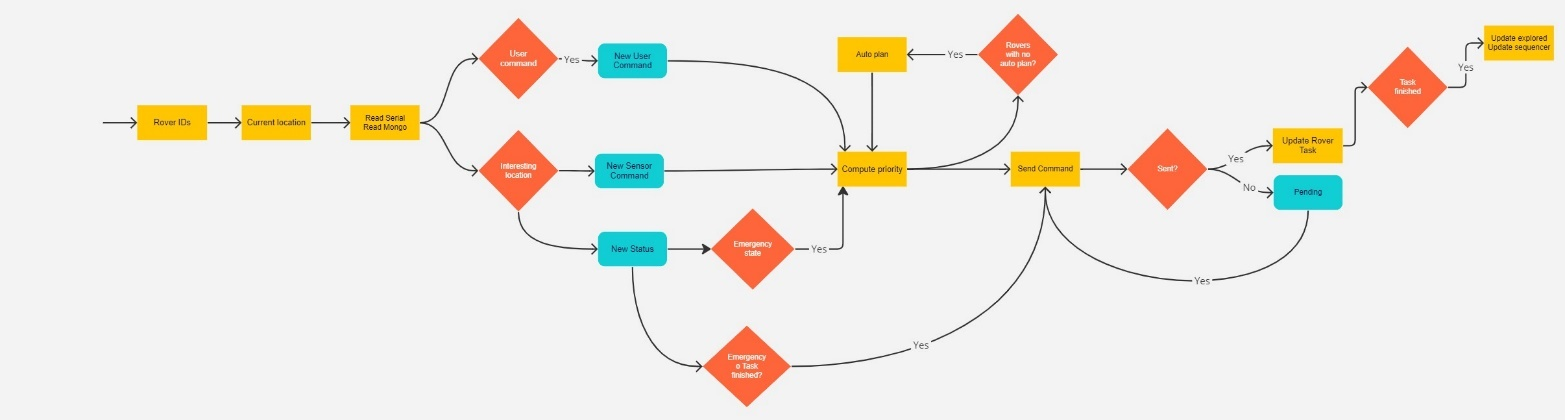 Rover IDs
Current location
Read Serial
Read Mongo
User
command
Yes
New User
Command
Interesting
location
New Sensor
Command
New Status
Emergency
state
Yes
Emergency
o Task
finished?
Yes
Auto plan
Yes
Rovers
with no
auto plan?
Compute priority
Send Command
Sent?
Yes
No
Update Rover
Task
Pending
Yes
Task
finished
Yes
Update explored
Update sequencer